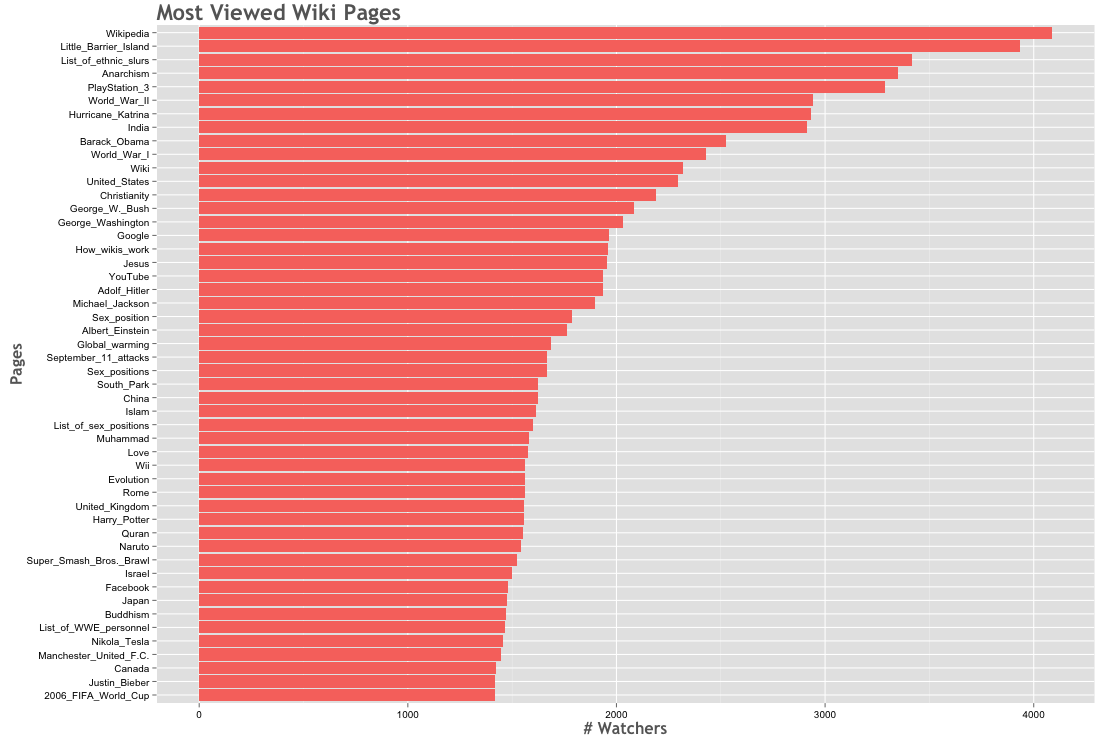 Most Viewed Wiki Pages
Wikipedia
Little_Barrier_Island
List_of_ethnic_slurs
Anarchism
PlayStation_3
World_War_II
Hurricane_Katrina
India
Barack_Obama
World_War_I
Wiki
United_States
Christianity
George_W._Bush
George_Washington
Google
How_wikis_work
Jesus
YouTube
Adolf_Hitler
Michael_Jackson
Sex_position
Albert_Einstein
Global_warming
September_11_attacks
Sex_positions
South_Park
China
Islam
List_of_sex_positions
Muhammad
Love
Wii
Evolution
Rome
United_Kingdom
Harry_Potter
Quran
Naruto
Super_Smash_Bros._Brawl
Israel
Facebook
Japan
Buddhism
List_of_WWE_personnel
Nikola_Tesla
Manchester_United_F.C.
Canada
Justin_Bieber
2006_FIFA_World_Cup
Pages
0 1000 2000 3000 4000
# Watchers